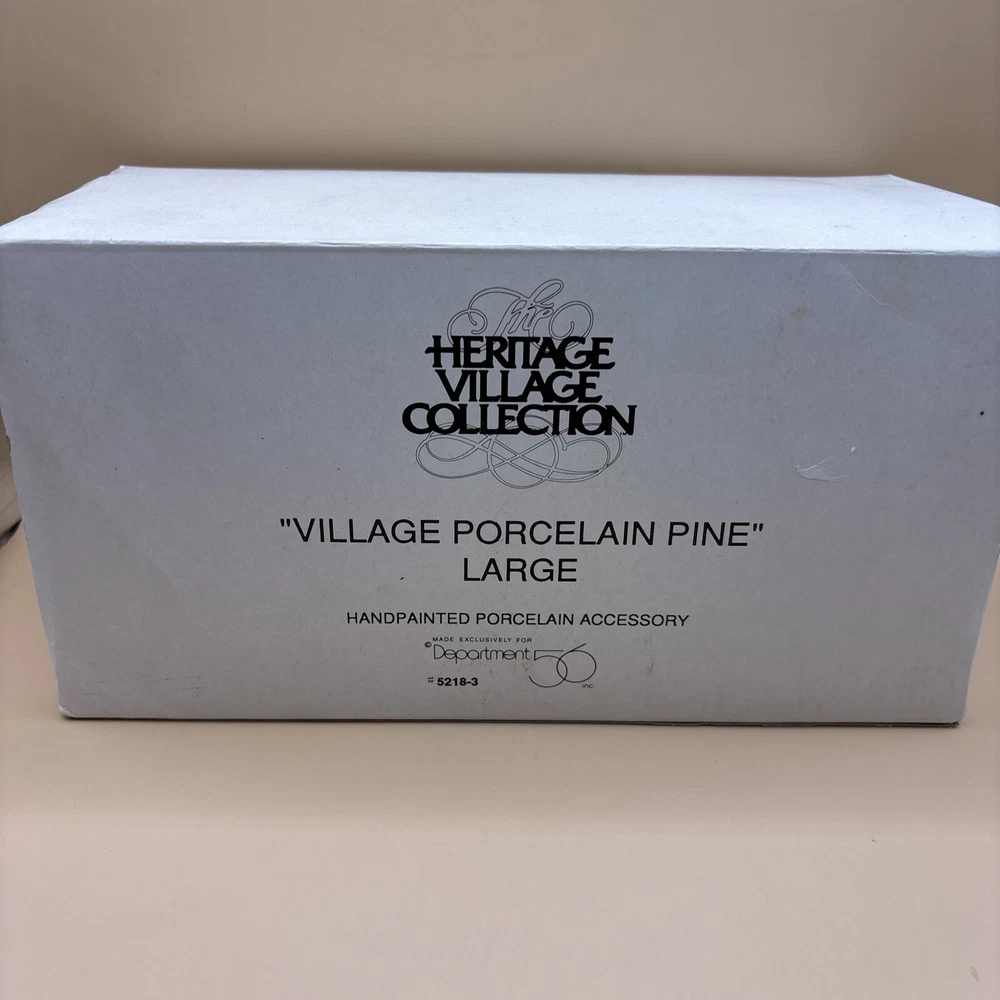 The
HERITAGE
VILLAGE
COLLECTION
"VILLAGE PORCELAIN PINE"
LARGE
HANDPAINTED PORCELAIN ACCESSORY
MADE EXCLUSIVELY FOR
©Department 56 inc.
#5218-3